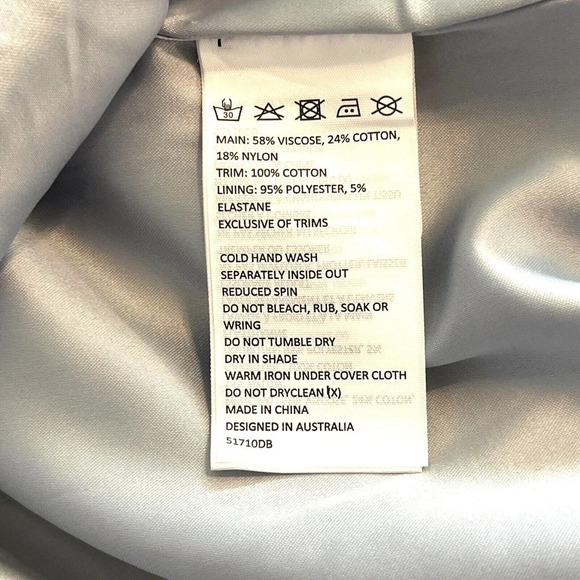 30
MAIN: 58% VISCOSE, 24% COTTON,
18% NYLON
TRIM: 100% COTTON
LINING: 95% POLYESTER, 5%
ELASTANE
EXCLUSIVE OF TRIMS
COLD HAND WASH
SEPARATELY INSIDE OUT
REDUCED SPIN
DO NOT BLEACH, RUB, SOAK OR
WRING
DO NOT TUMBLE DRY
DRY IN SHADE
WARM IRON UNDER COVER CLOTH
DO NOT DRYCLEAN (X)
MADE IN CHINA
DESIGNED IN AUSTRALIA
51710DB